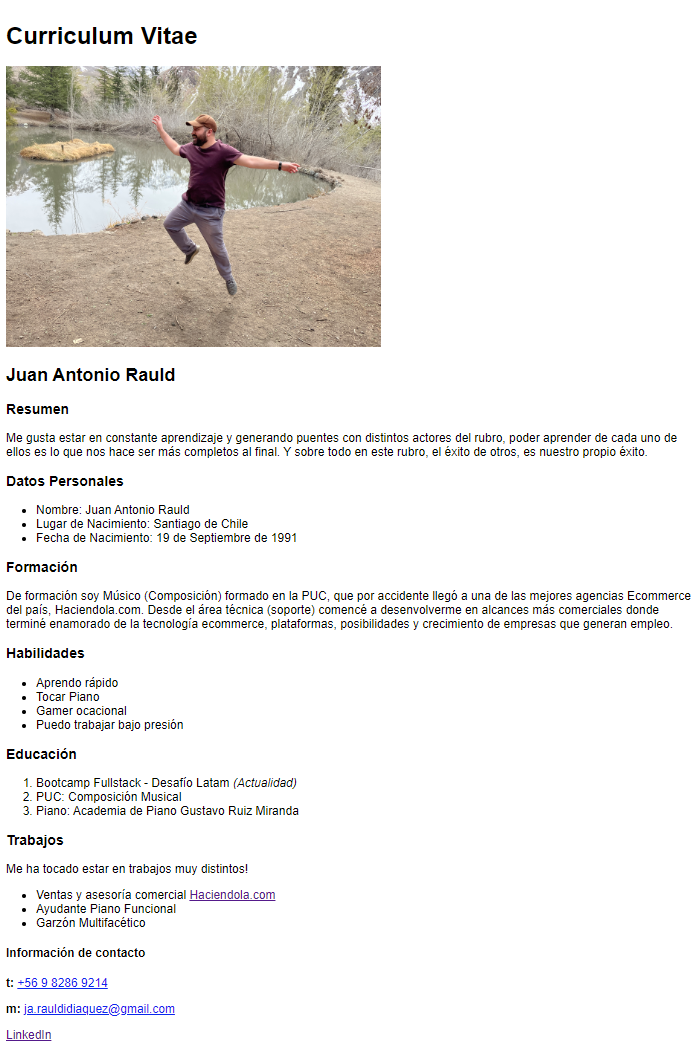 Curriculum Vitae
Juan Antonio Rauld
Resumen
Me gusta estar en constante aprendizaje y generando puentes con distintos actores del rubro, poder aprender de cada uno de
ellos es lo que nos hace ser más completos al final. Y sobre todo en este rubro, el éxito de otros, es nuestro propio éxito.
Datos Personales
Nombre: Juan Antonio Rauld
Lugar de Nacimiento: Santiago de Chile
Fecha de Nacimiento: 19 de Septiembre de 1991
Formación
De formación soy Músico (Composición) formado en la PUC, que por accidente llegó a una de las mejores agencias Ecommerce
del país, Haciendola.com. Desde el área técnica (soporte) comencé a desenvolverme en alcances más comerciales donde
terminé enamorado de la tecnología ecommerce, plataformas, posibilidades y crecimiento de empresas que generan empleo.
Habilidades
Aprendo rápido
Tocar Piano
Gamer ocacional
Puedo trabajar bajo presión
Educación
1. Bootcamp Fullstack - Desafío Latam (Actualidad)
2. PUC: Composición Musical
3. Piano: Academia de Piano Gustavo Ruiz Miranda
Trabajos
Me ha tocado estar en trabajos muy distintos!
Ventas y asesoría comercial Haciendola.com
Ayudante Piano Funcional
Garzón Multifacético
Información de contacto
t: +56 9 8286 9214
m: ja.rauldidiaquez@gmail.com
LinkedIn